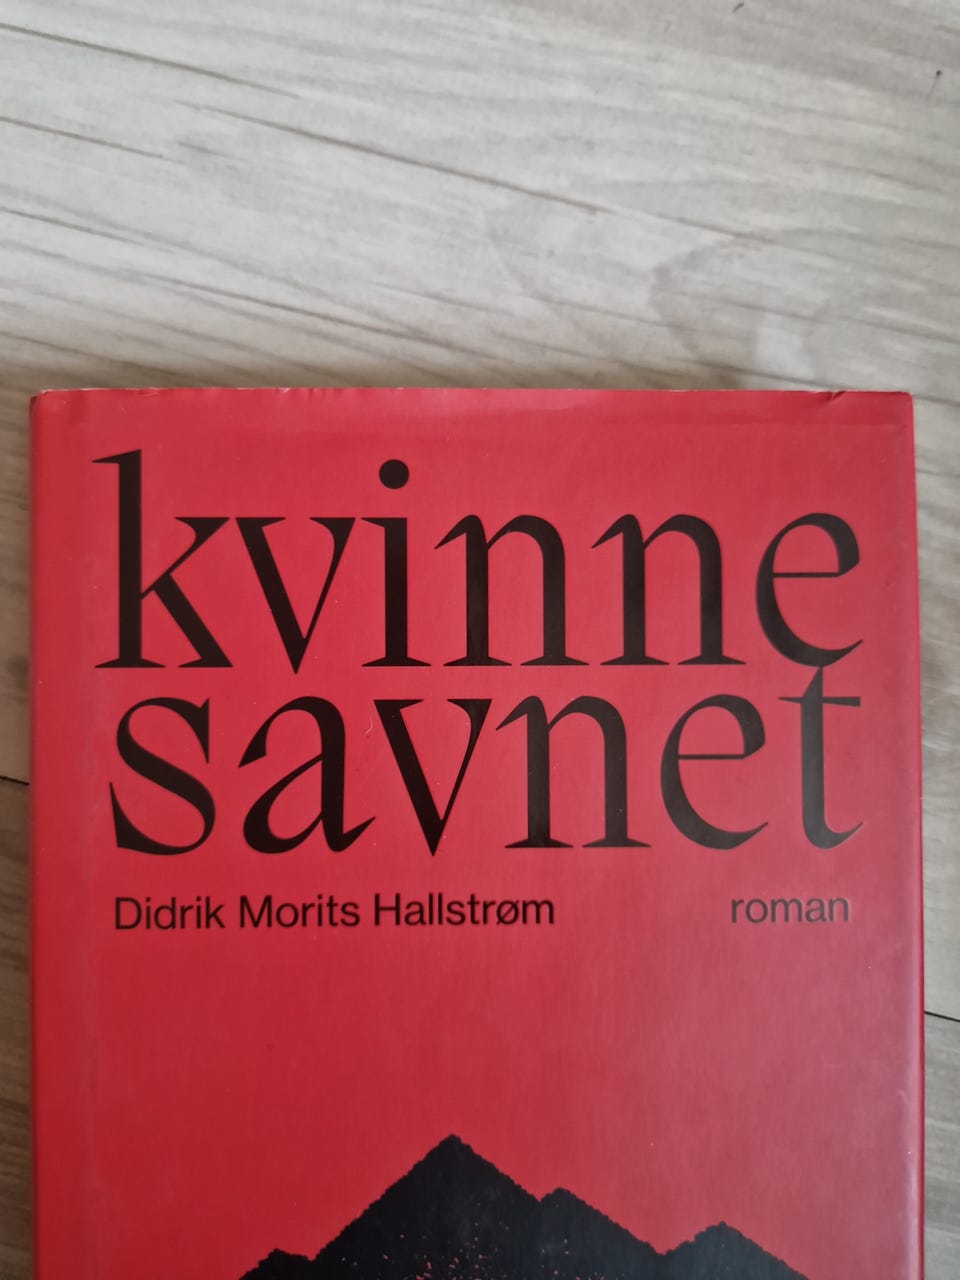 kvinne
savnet
Didrik Morits Hallstrøm roman